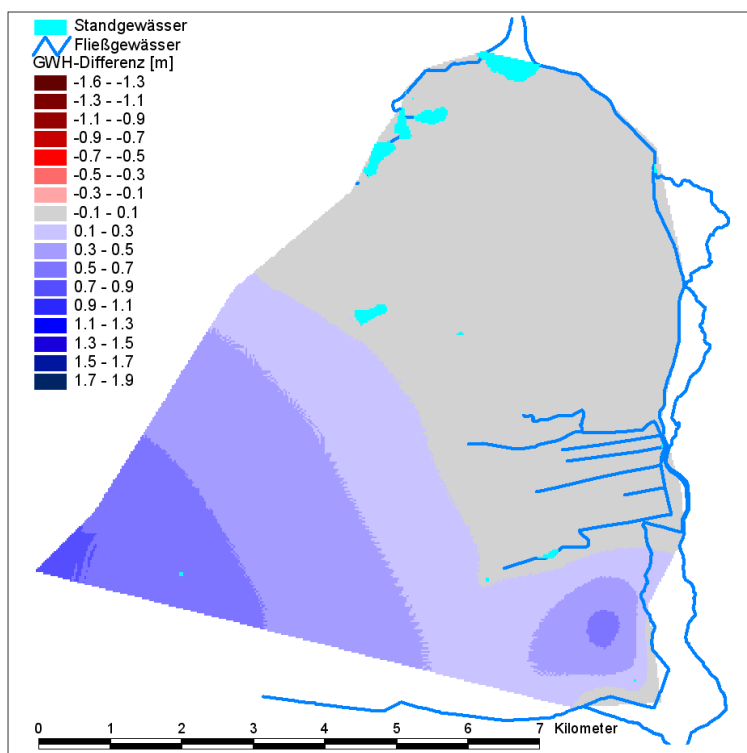 Standgewässer
Fließgewässer
GWH-Differenz [m]
-1.6 - -1.3
-1.3 - -1.1
-1.1 - -0.9
-0.9 - -0.7
-0.7 - -0.5
-0.5 - -0.3
-0.3 - -0.1
-0.1 - 0.1
0.1 - 0.3
0.3 - 0.5
0.5 - 0.7
0.7 - 0.9
0.9 - 1.1
1.1 - 1.3
1.3 - 1.5
1.5 - 1.7
1.7 - 1.9
0 1 2 3 4 5 6 7 Kilometer